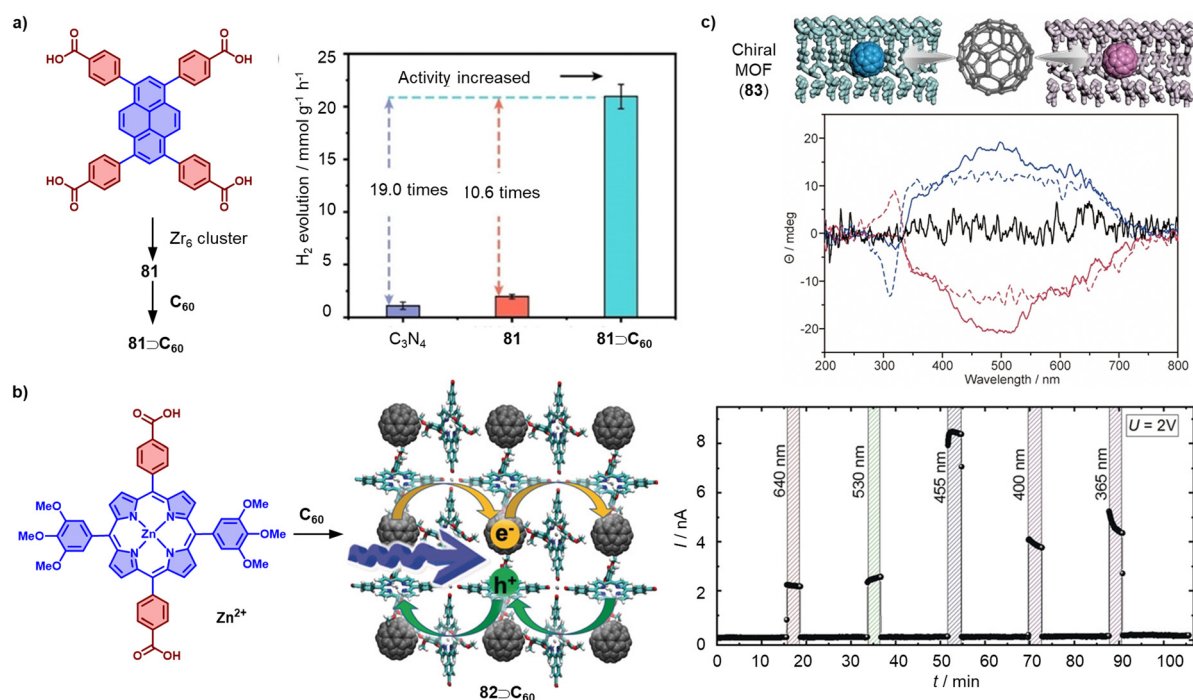 a)
O
OH
O
HO
O
HO
O
OH
Zr6 cluster
81
C60
81⊃C60
H2 evolution / mmol g-1 h-1
25
20
15
10
5
0
Activity increased
19.0 times
10.6 times
C3N4
81
81⊃C60
b)
O
OH
MeO
MeO
MeO
OMe
OMe
OMe
N
N
N
N
Zn
O
OH
Zn2+
C60
e-
h+
82⊃C60
c)
Chiral
MOF
(83)
Θ / mdeg
20
10
0
-10
-20
200
300
400
500
600
700
800
Wavelength / nm
I / nA
8
6
4
2
0
640 nm
530 nm
455 nm
400 nm
365 nm
U = 2V
0
10
20
30
40
50
60
70
80
90
100
t / min